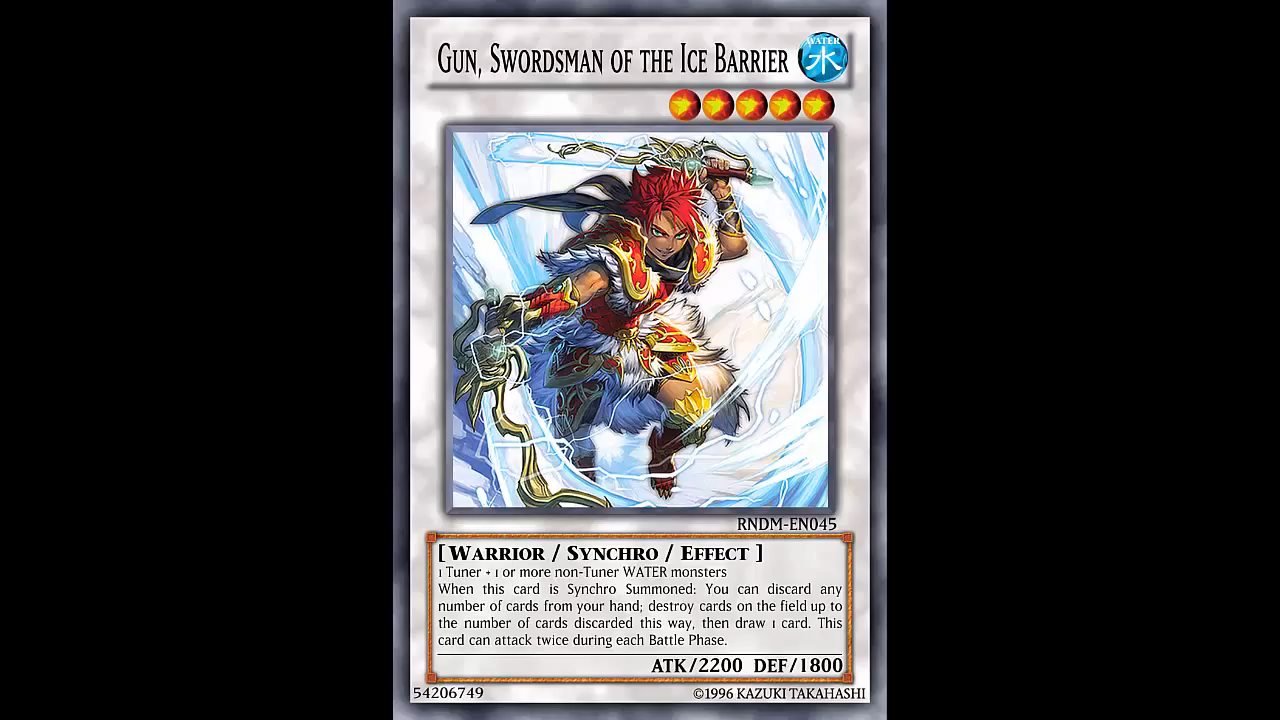 Gun, Swordsman of the Ice Barrier
WATER
水
RNDM-EN045
[ Warrior / Synchro / Effect ]
1 Tuner + 1 or more non-Tuner WATER monsters
When this card is Synchro Summoned: You can discard any
number of cards from your hand; destroy cards on the field up to
the number of cards discarded this way, then draw 1 card. This
card can attack twice during each Battle Phase.
ATK/2200 DEF/1800
54206749
©1996 KAZUKI TAKAHASHI